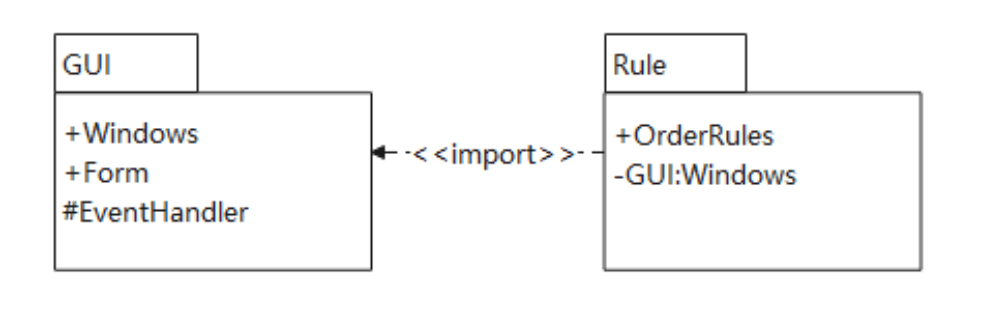 GUI
+Windows
+Form
#EventHandler
<<import>>
Rule
+OrderRules
-GUI:Windows